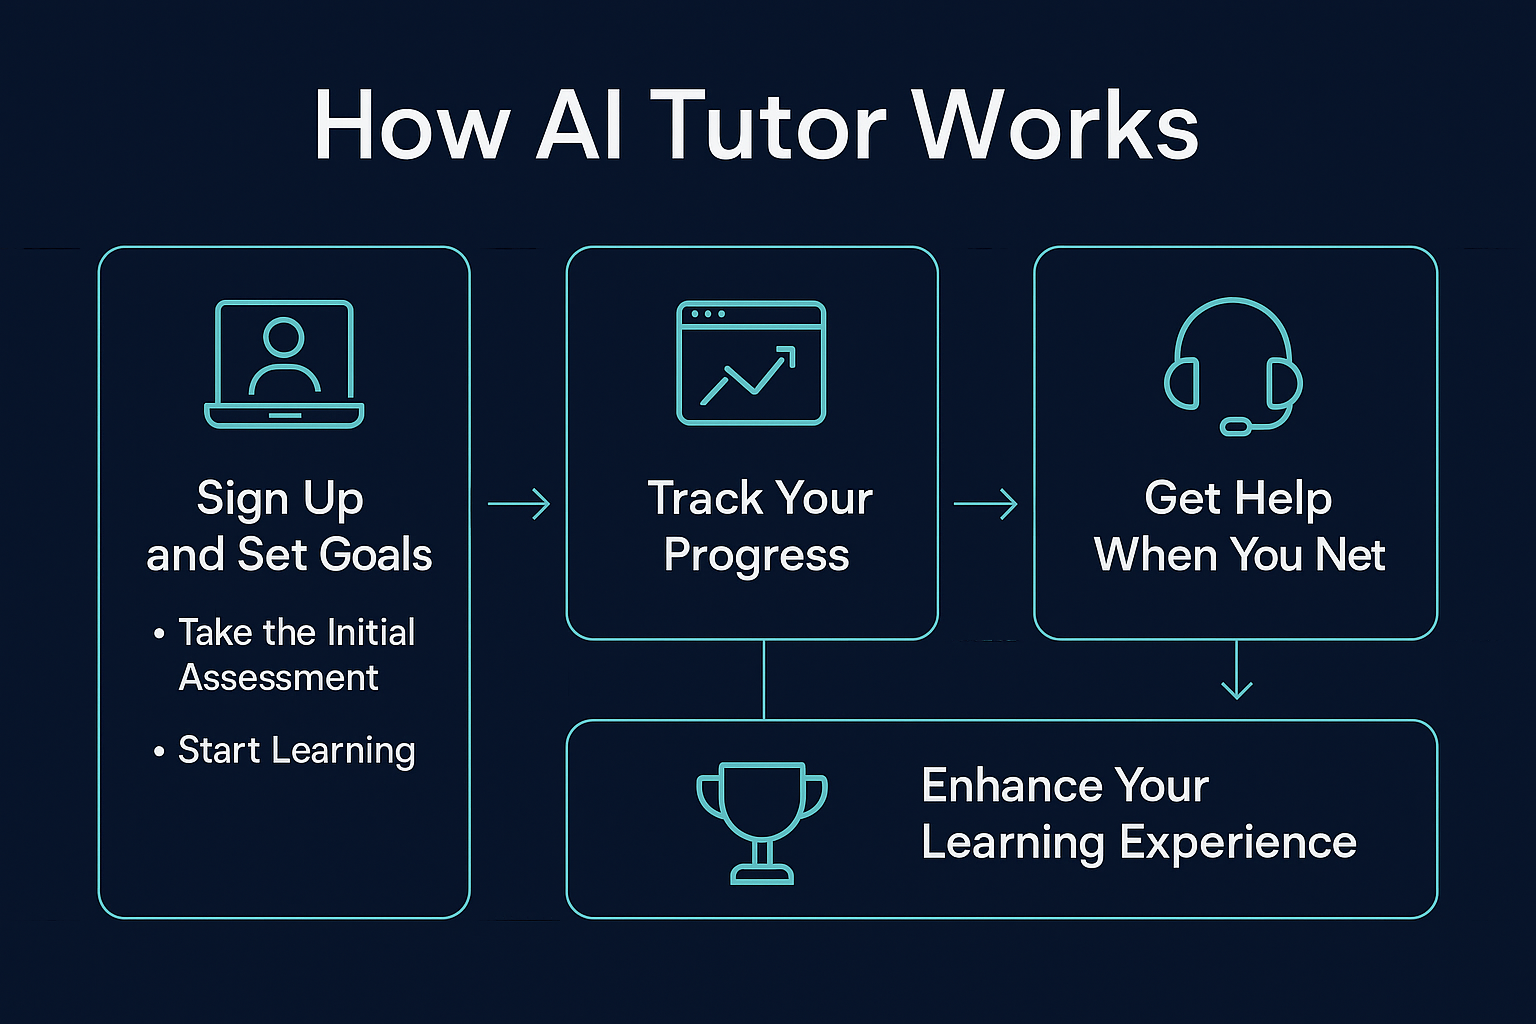 How AI Tutor Works
Sign Up
and Set Goals
• Take the Initial
Assessment
• Start Learning
Track Your
Progress
Get Help
When You Net
Enhance Your
Learning Experience